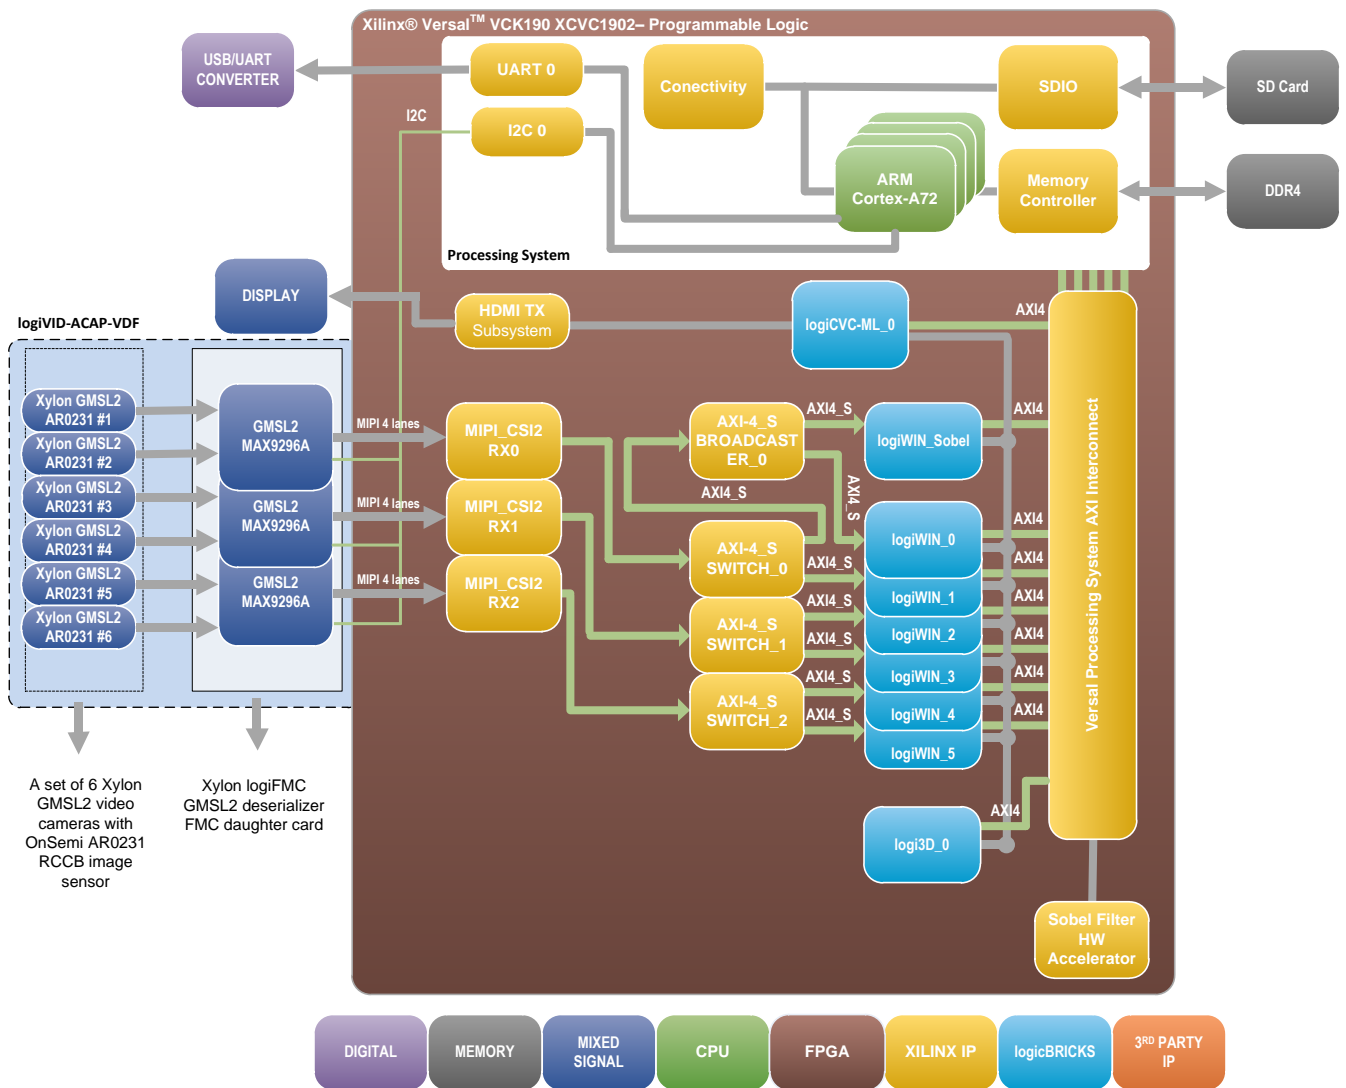 Xilinx® Versal™ VCK190 XCVC1902– Programmable Logic
USB/UART
CONVERTER
UART 0
Conectivity
SDIO
SD Card
I2C
I2C 0
ARM
Cortex-A72
Memory
Controller
DDR4
Processing System
DISPLAY
HDMI TX
Subsystem
logiCVC-ML_0
AXI4
logiVID-ACAP-VDF
Xylon GMSL2
AR0231 #1
Xylon GMSL2
AR0231 #2
Xylon GMSL2
AR0231 #3
Xylon GMSL2
AR0231 #4
Xylon GMSL2
AR0231 #5
Xylon GMSL2
AR0231 #6
GMSL2
MAX9296A
GMSL2
MAX9296A
GMSL2
MAX9296A
MIPI 4 lanes
MIPI 4 lanes
MIPI 4 lanes
MIPI_CSI2
RX0
MIPI_CSI2
RX1
MIPI_CSI2
RX2
AXI-4_S
BROADCAST
ER_0
AXI4_S
AXI4_S
AXI4_S
AXI-4_S
SWITCH_0
AXI-4_S
SWITCH_1
AXI-4_S
SWITCH_2
AXI4_S
AXI4_S
AXI4_S
AXI4_S
AXI4_S
logiWIN_Sobel
logiWIN_0
logiWIN_1
logiWIN_2
logiWIN_3
logiWIN_4
logiWIN_5
AXI4
AXI4
AXI4
AXI4
AXI4
AXI4
AXI4
Versal Processing System AXI Interconnect
logi3D_0
AXI4
Sobel Filter
HW
Accelerator
A set of 6 Xylon
GMSL2 video
cameras with
OnSemi AR0231
RCCB image
sensor
Xylon logiFMC
GMSL2 deserializer
FMC daughter card
DIGITAL
MEMORY
MIXED
SIGNAL
CPU
FPGA
XILINX IP
logicBRICKS
3RD PARTY
IP